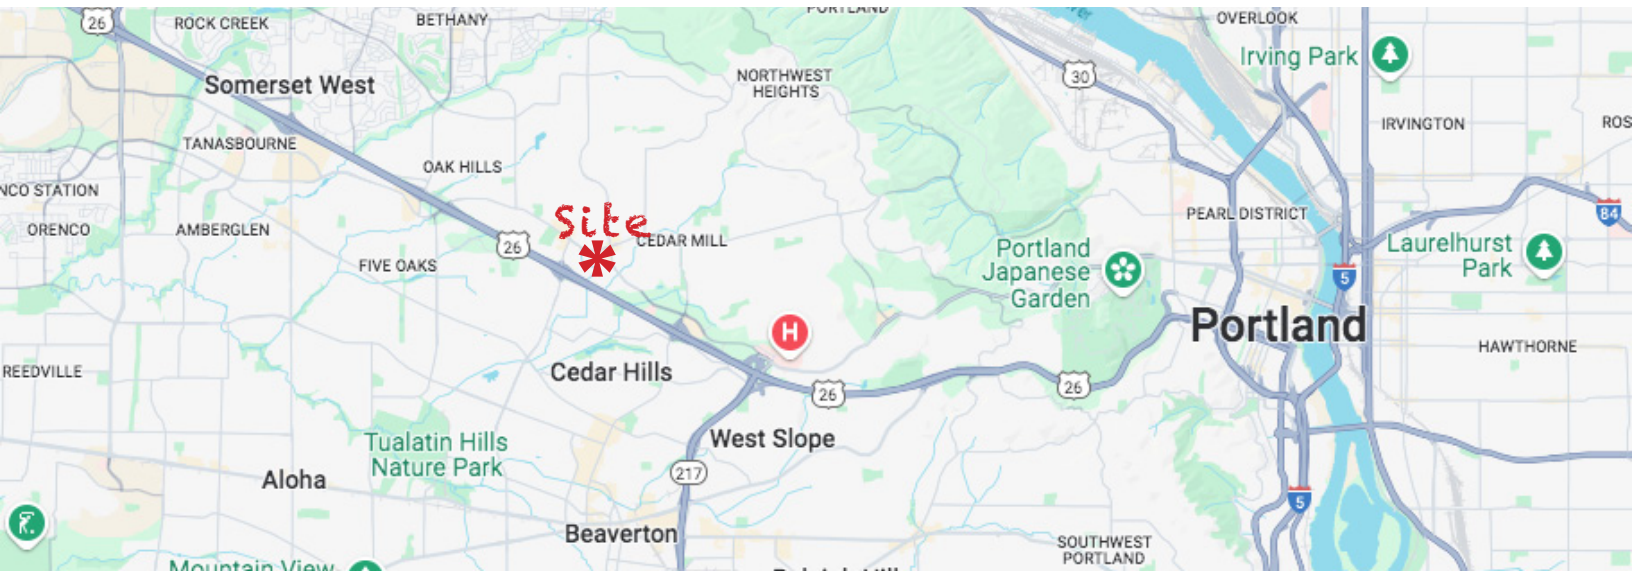 26
ROCK CREEK
BETHANY
PORTLAND
OVERLOOK
Irving Park
Somerset West
NORTHWEST
HEIGHTS
30
IRVINGTON
TANASBOURNE
OAK HILLS
NCO STATION
ORENCO
AMBERGLEN
Site
CEDAR MILL
26
FIVE OAKS
PEARL DISTRICT
84
Portland
Japanese
Garden
Laurelhurst
Park
5
Portland
H
REEDVILLE
Cedar Hills
26
26
HAWTHORNE
West Slope
Tualatin Hills
Nature Park
217
Aloha
5
Beaverton
SOUTHWEST
PORTLAND
Mountain View